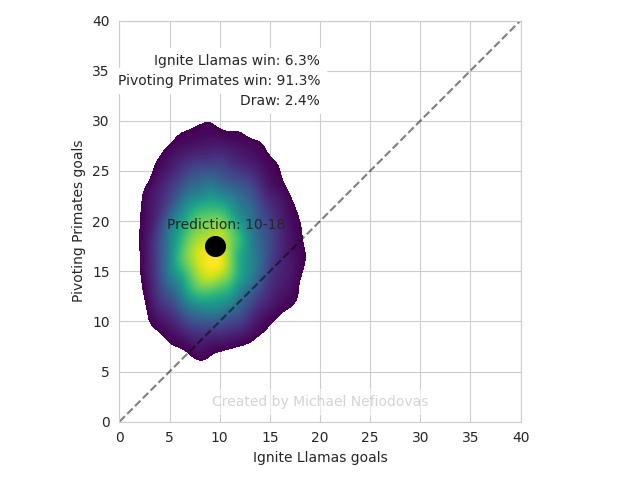 40
35
30
25
20
15
10
5
0
Pivoting Primates goals
Ignite Llamas win: 6.3%
Pivoting Primates win: 91.3%
Draw: 2.4%
Prediction: 10-18
Created by Michael Nefiodovas
0 5 10 15 20 25 30 35 40
Ignite Llamas goals